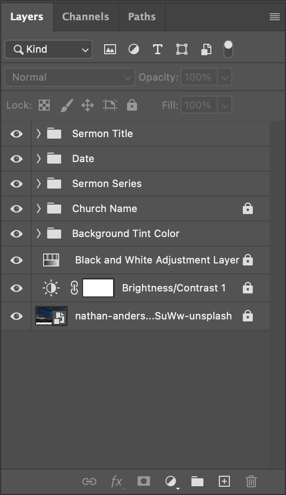 Layers Channels Paths
Kind T
Normal Opacity: 100%
Lock: Fill: 100%
Sermon Title
Date
Sermon Series
Church Name
Background Tint Color
Black and White Adjustment Layer
Brightness/Contrast 1
nathan-anders...SuWw-unsplash
fx